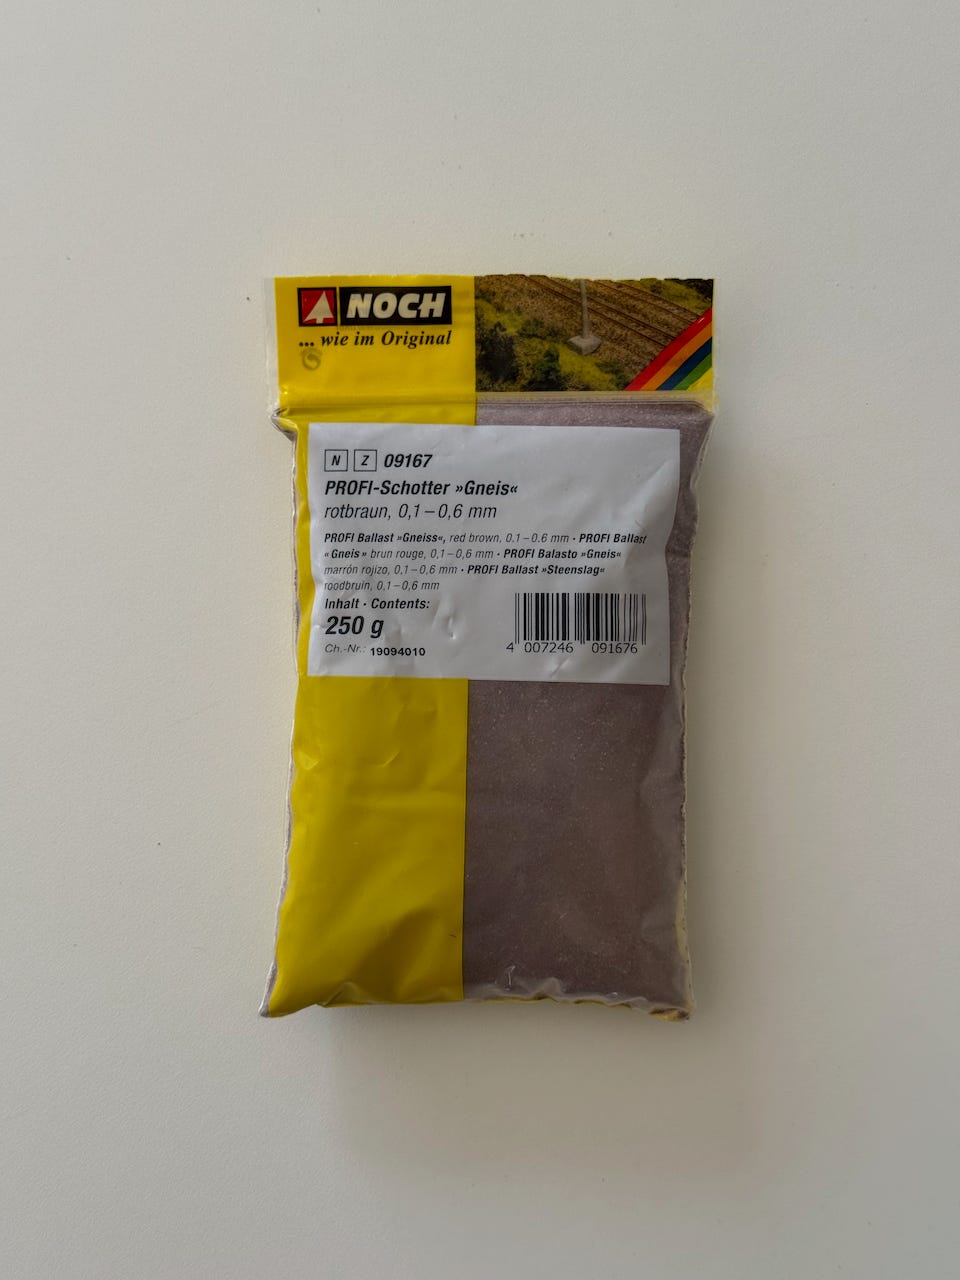 NOCH
... wie im Original
N Z 09167
PROFI-Schotter »Gneis«
rotbraun, 0,1 – 0,6 mm
PROFI Ballast »Gneiss«, red brown, 0.1 – 0.6 mm · PROFI Ballast
« Gneis » brun rouge, 0,1 – 0,6 mm · PROFI Balasto »Gneis«
marrón rojizo, 0,1 – 0,6 mm · PROFI Ballast »Steenslag«
roodbruin, 0,1 – 0,6 mm
Inhalt · Contents:
250 g
Ch.-Nr.: 19094010
4 007246 091676